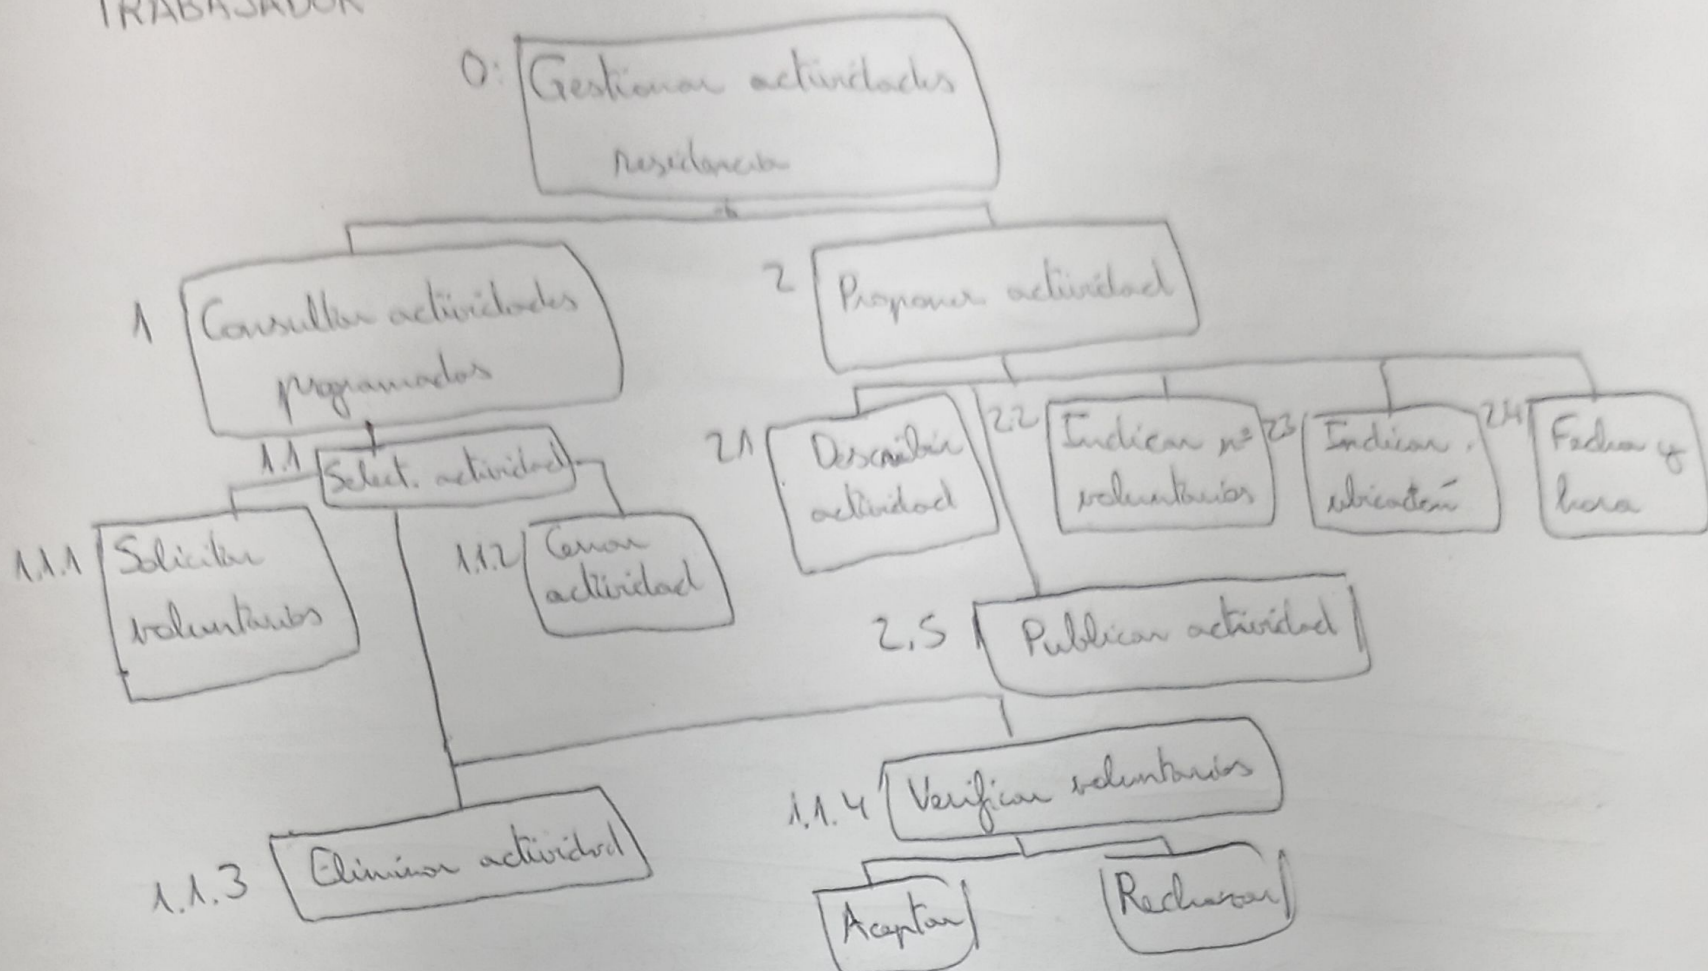 TRABAJADOR
0: Gestionar actividades
residencia
1 Consultar actividades
programadas
2 Proponer actividad
1.1 Select. actividad
1.1.1 Solicitar
voluntarios
1.1.2 Cerrar
actividad
2.1 Describir
actividad
2.2 Indicar nº
voluntarios
2.3 Indicar
ubicación
2.4 Fecha y
hora
2.5 Publicar actividad
1.1.3 Eliminar actividad
1.1.4 Verificar voluntarios
Aceptar
Rechazar